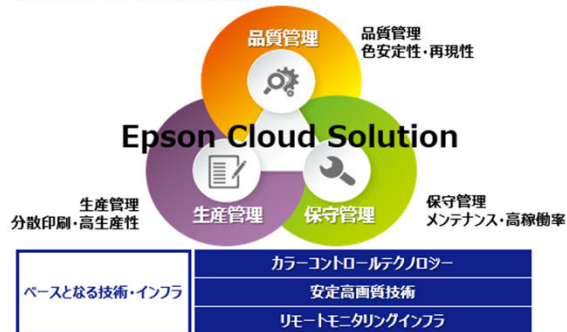 品質管理
品質管理
色安定性・再現性
Epson Cloud Solution
生産管理
分散印刷・高生産性
生産管理
保守管理
保守管理
メンテナンス・高稼働率
ベースとなる技術・インフラ
カラーコントロールテクノロジー
安定高画質技術
リモートモニタリングインフラ